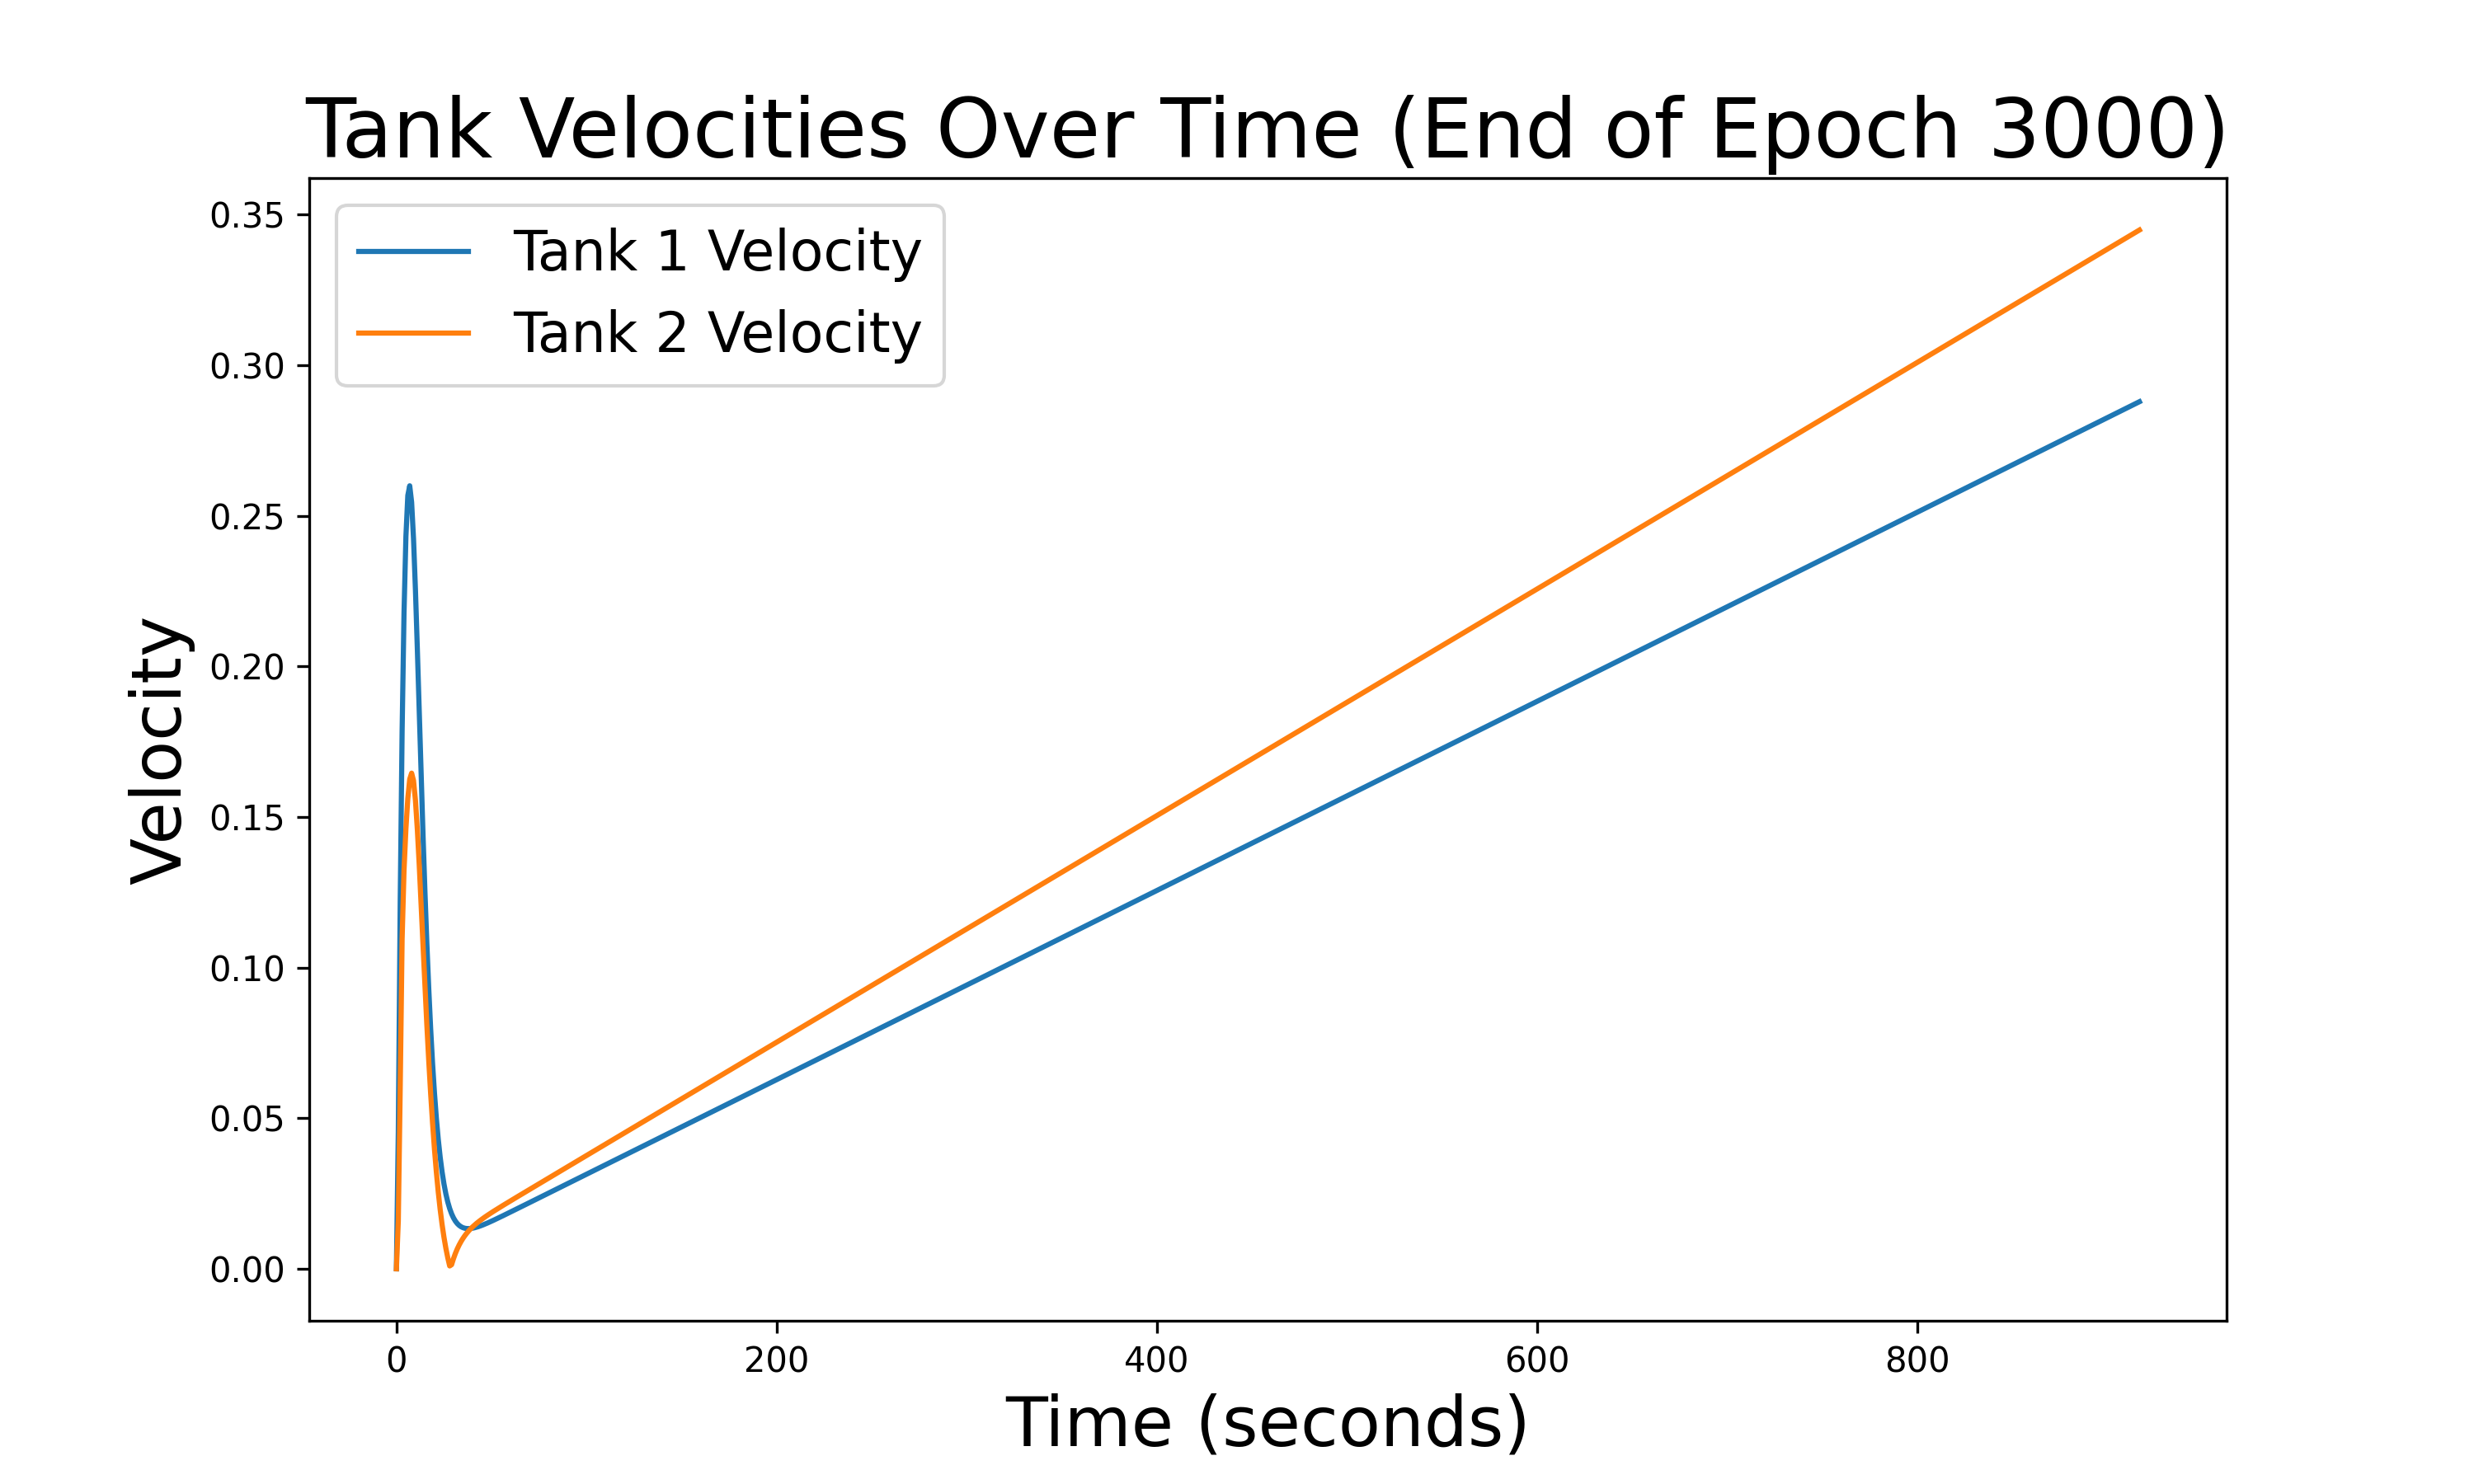 Tank Velocities Over Time (End of Epoch 3000)
Tank 1 Velocity
Tank 2 Velocity
Velocity
0.35
0.30
0.25
0.20
0.15
0.10
0.05
0.00
0 200 400 600 800
Time (seconds)